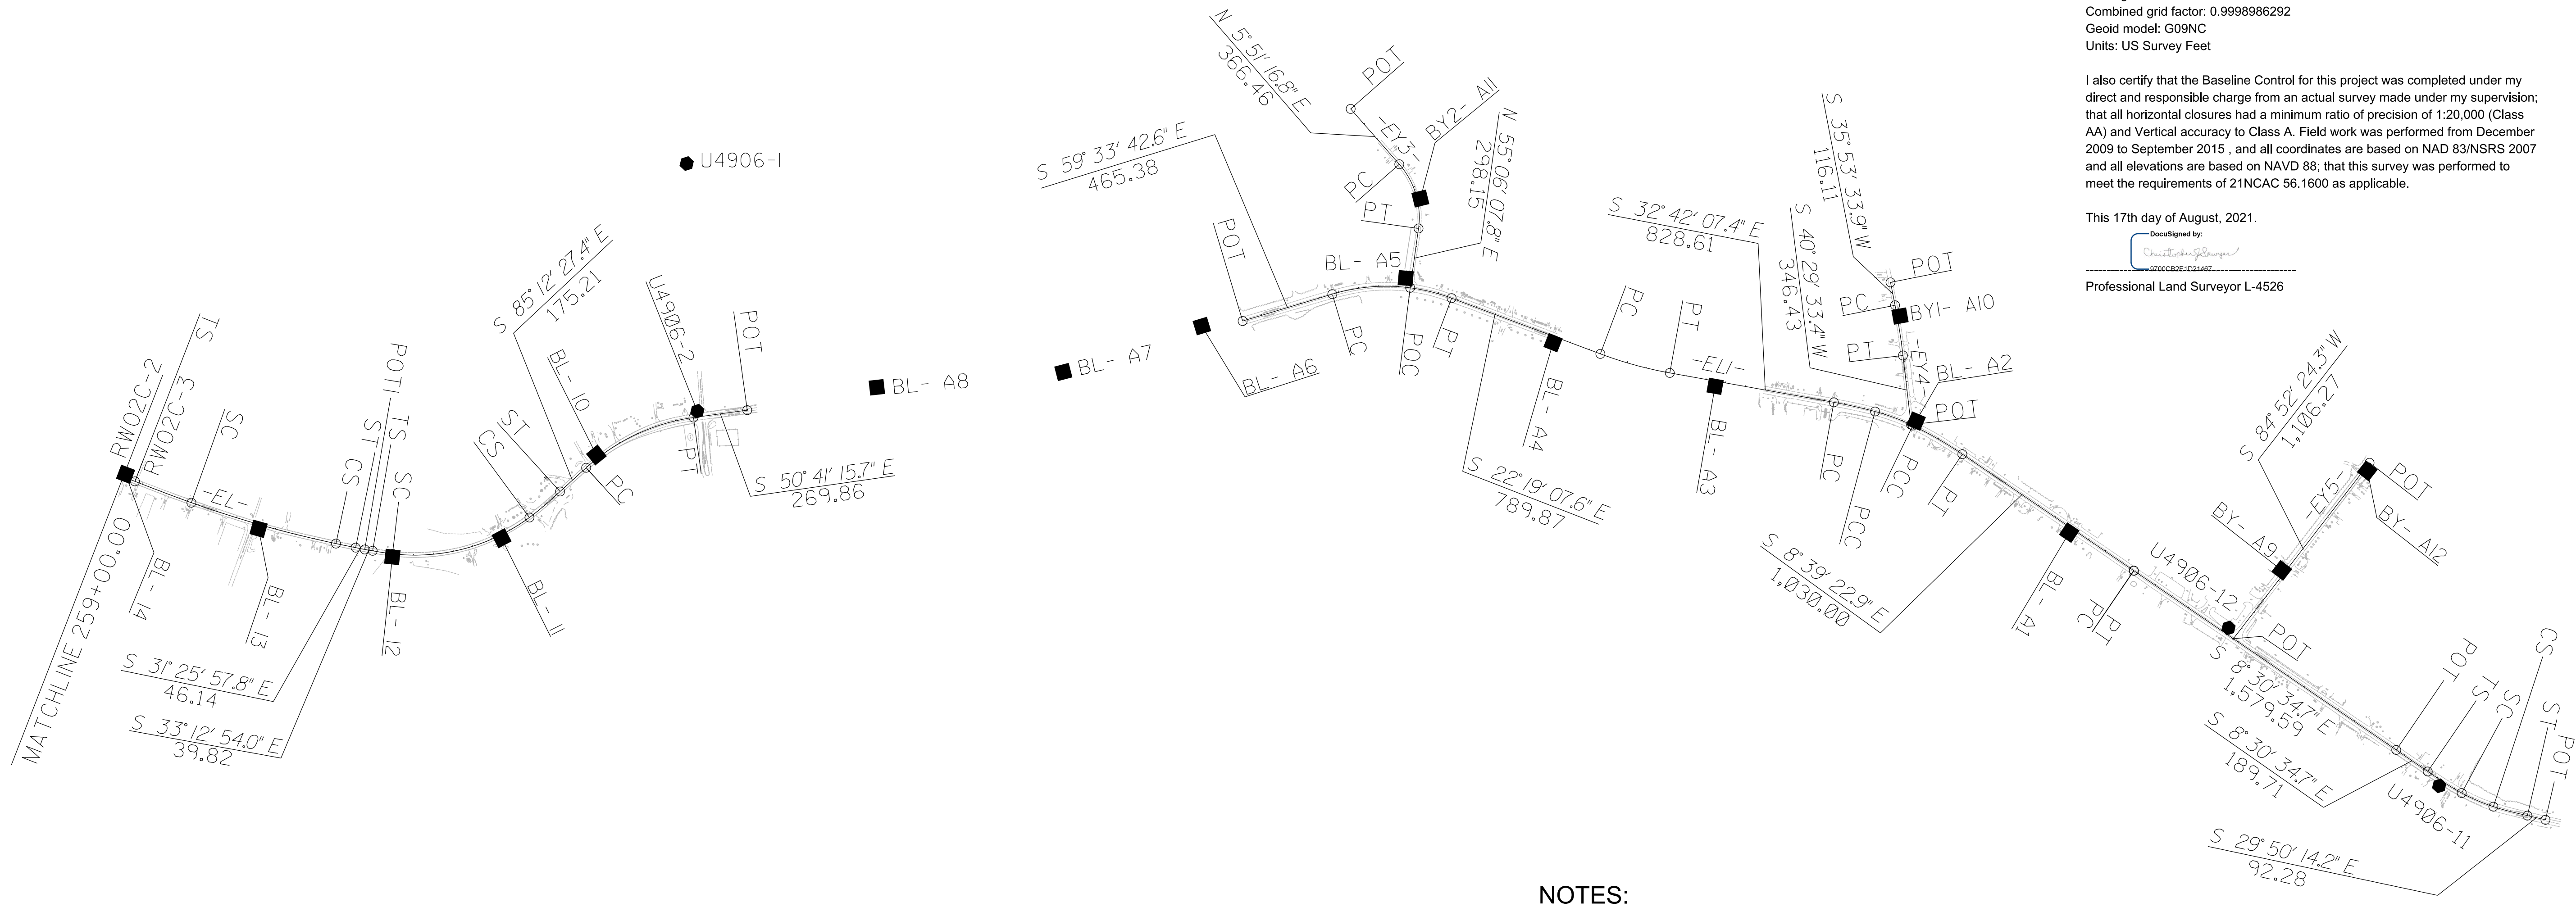 Combined grid factor: 0.9998986292
Geoid model: G09NC
Units: US Survey Feet
I also certify that the Baseline Control for this project was completed under my
direct and responsible charge from an actual survey made under my supervision;
that all horizontal closures had a minimum ratio of precision of 1:20,000 (Class
AA) and Vertical accuracy to Class A. Field work was performed from December
2009 to September 2015 , and all coordinates are based on NAD 83/NSRS 2007
and all elevations are based on NAVD 88; that this survey was performed to
meet the requirements of 21NCAC 56.1600 as applicable.
This 17th day of August, 2021.
DocuSigned by:
Professional Land Surveyor L-4526
MATCHLINE 259+00.00
RW02C-2
RW02C-3
TS
BL- 14
SC
-EL-
BL- 13
CS
ST
POT1
TS
SC
BL- 12
S 31° 25' 57.8" E
46.14
S 33° 12' 54.0" E
39.82
CS
ST
BL- 11
S 85° 12' 27.4" E
175.21
BL- 10
PC
U4906-2
PT
POT
S 50° 41' 15.7" E
269.86
U4906-1
BL- A8
BL- A7
BL- A6
POT
S 59° 33' 42.6" E
465.38
PC
N 5° 51' 16.8" E
366.46
POT
-EY3-
PC
BY2- A11
PT
N 55° 06' 07.8" E
298.15
BL- A5
POC
PT
S 22° 19' 07.6" E
789.87
BL- A4
PC
PT
-EL1-
BL- A3
S 32° 42' 07.4" E
828.61
PC
PCC
PCC
S 35° 53' 33.9" W
116.11
POT
PC
BY1- A10
PT
-EY4-
S 40° 29' 33.4" W
346.43
BL- A2
POT
PT
S 8° 39' 22.9" E
1,030.00
BL- A1
PC
PT
U4906-12
BY- A9
-EY5-
S 84° 52' 24.3" W
1,106.27
POT
BY- A12
POT
S 8° 30' 34.7" E
1,579.59
POT
TS
SC
CS
ST
POT
S 8° 30' 34.7" E
189.71
U4906-11
S 29° 50' 14.2" E
92.28
NOTES: